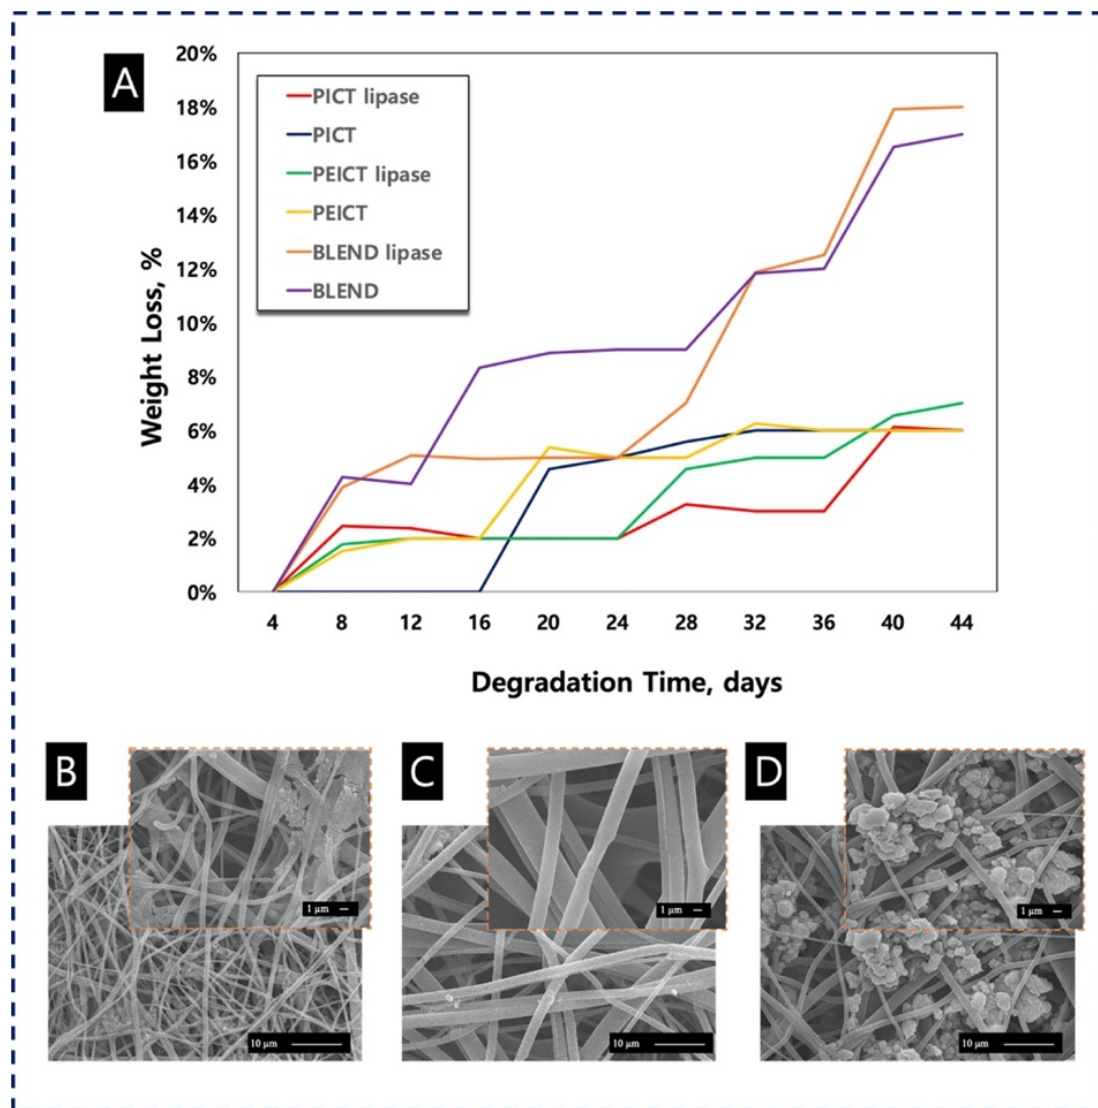 A
20%
18%
16%
14%
12%
10%
8%
6%
4%
2%
0%
Weight Loss, %
PICT lipase
PICT
PEICT lipase
PEICT
BLEND lipase
BLEND
4 8 12 16 20 24 28 32 36 40 44
Degradation Time, days
B
1 μm
10 μm
C
1 μm
10 μm
D
1 μm
10 μm